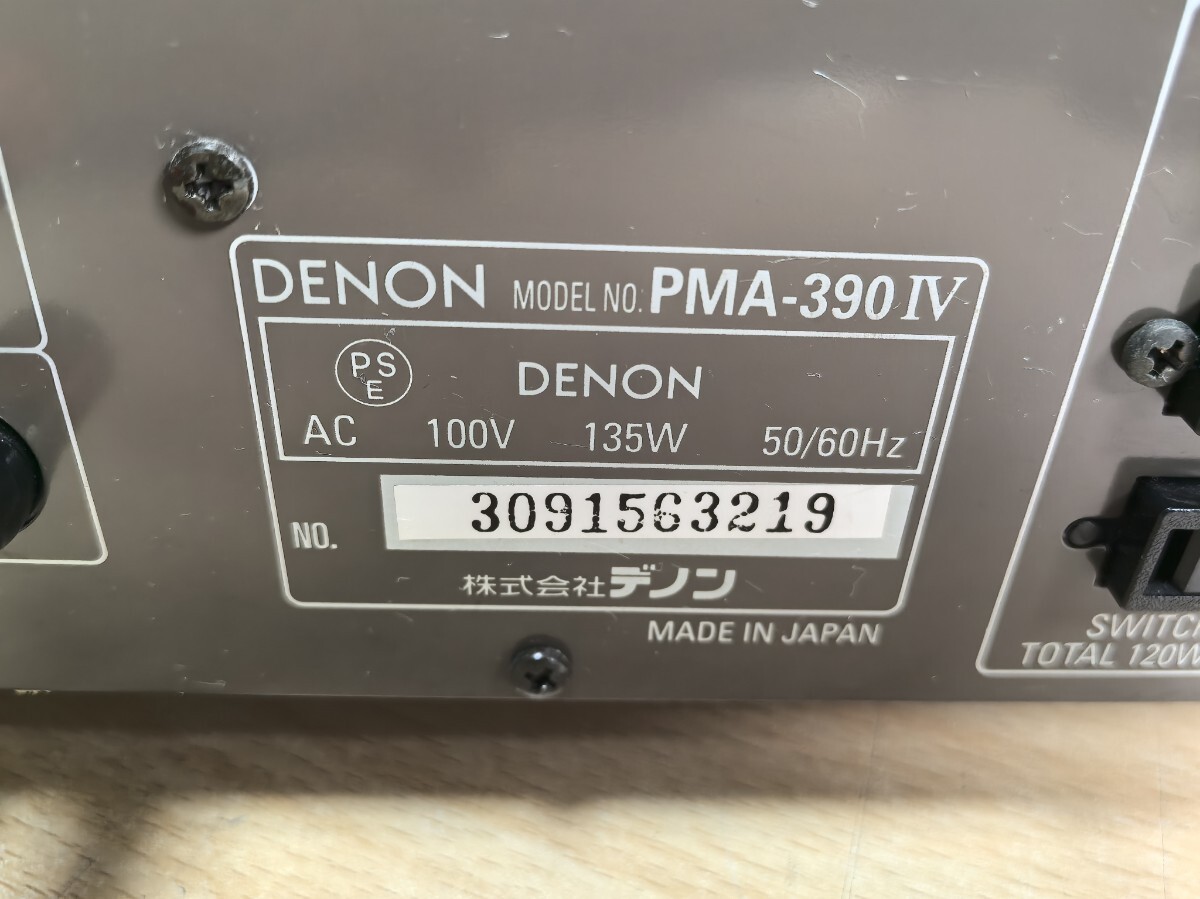 DENON MODEL NO. PMA-390 IV
PS
E
DENON
AC 100V 135W 50/60Hz
NO. 3091563219
株式会社デノン
MADE IN JAPAN
SWITCH
TOTAL 120W